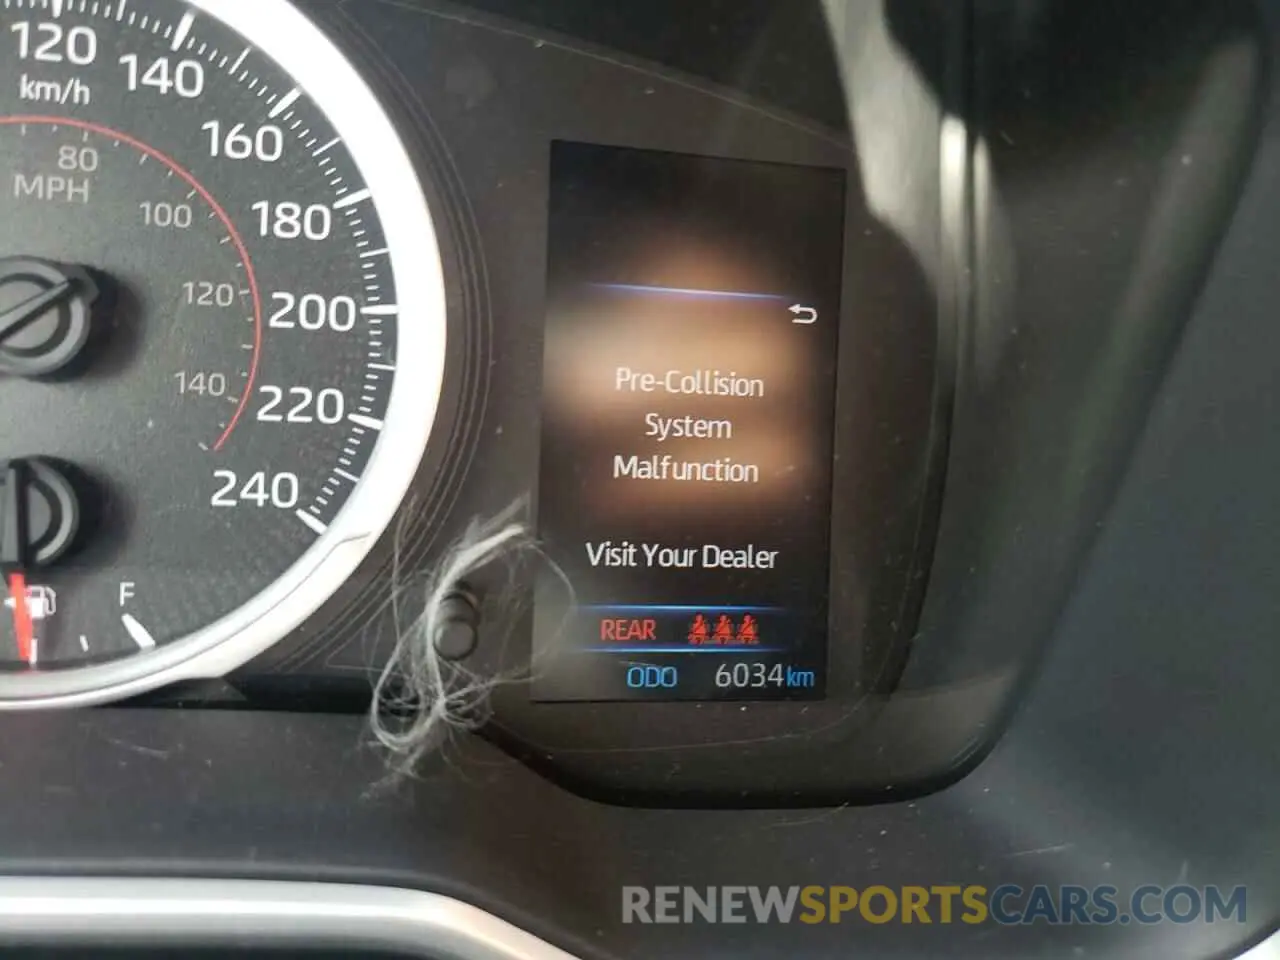 120
km/h
140
160
180
200
220
240
80
MPH
100
120
140
F
Pre-Collision
System
Malfunction
Visit Your Dealer
REAR
ODO 6034 km
RENEWSPORTSCARS.COM